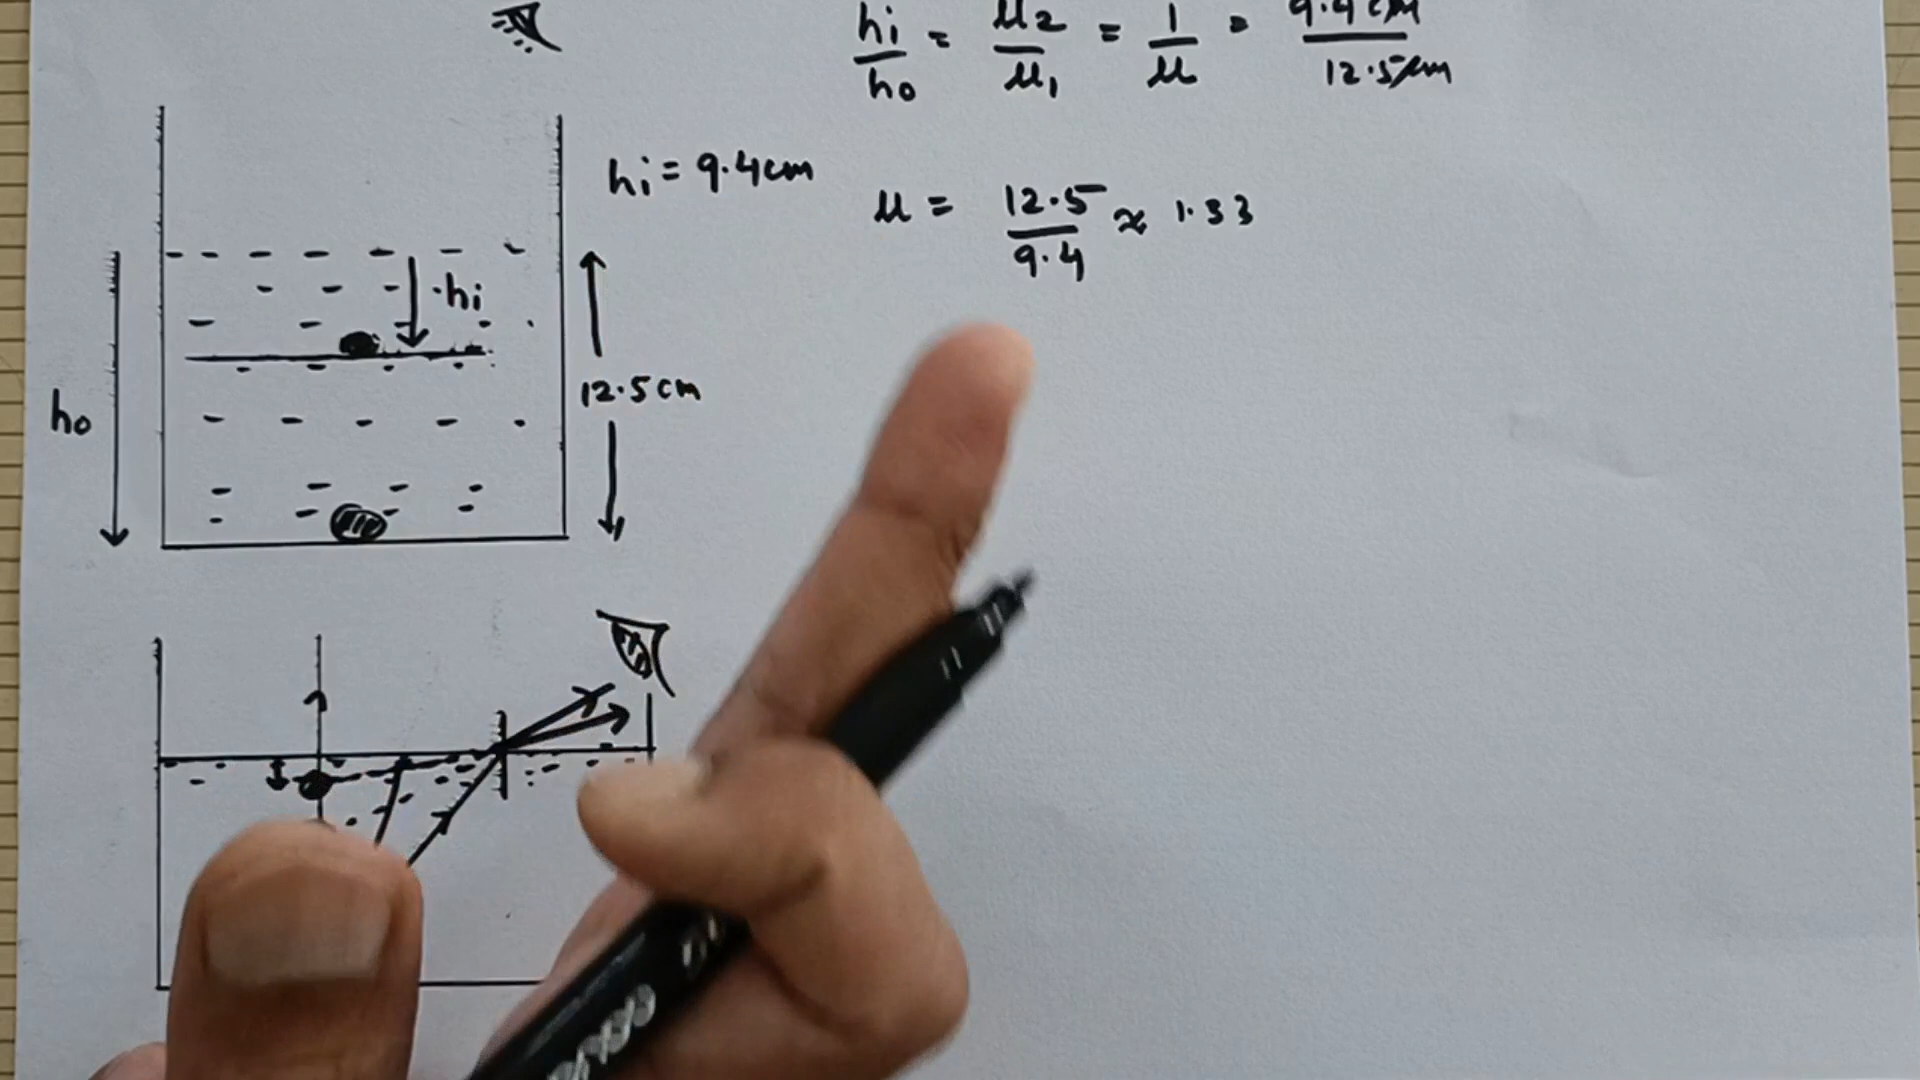 hi/ho = μ2/μ1 = 1/μ = 9.4cm/12.5cm
hi = 9.4cm
μ = 12.5/9.4 ≈ 1.33
hi
12.5cm
ho